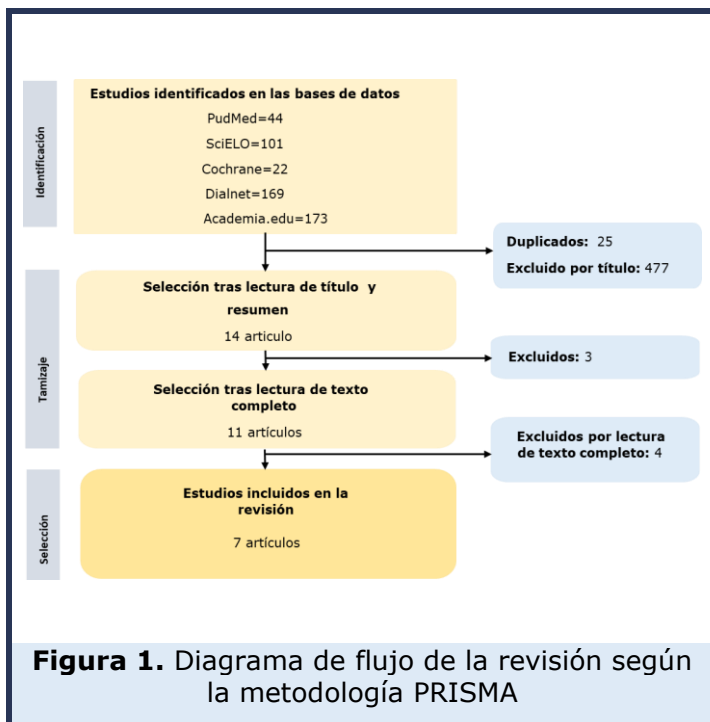 Identificación
Estudios identificados en las bases de datos
PudMed=44
SciELO=101
Cochrane=22
Dialnet=169
Academia.edu=173
Duplicados: 25
Excluido por título: 477
Tamizaje
Selección tras lectura de título y
resumen
14 articulo
Excluidos: 3
Selección tras lectura de texto
completo
11 artículos
Excluidos por lectura
de texto completo: 4
Selección
Estudios incluidos en la
revisión
7 artículos
Figura 1. Diagrama de flujo de la revisión según
la metodología PRISMA